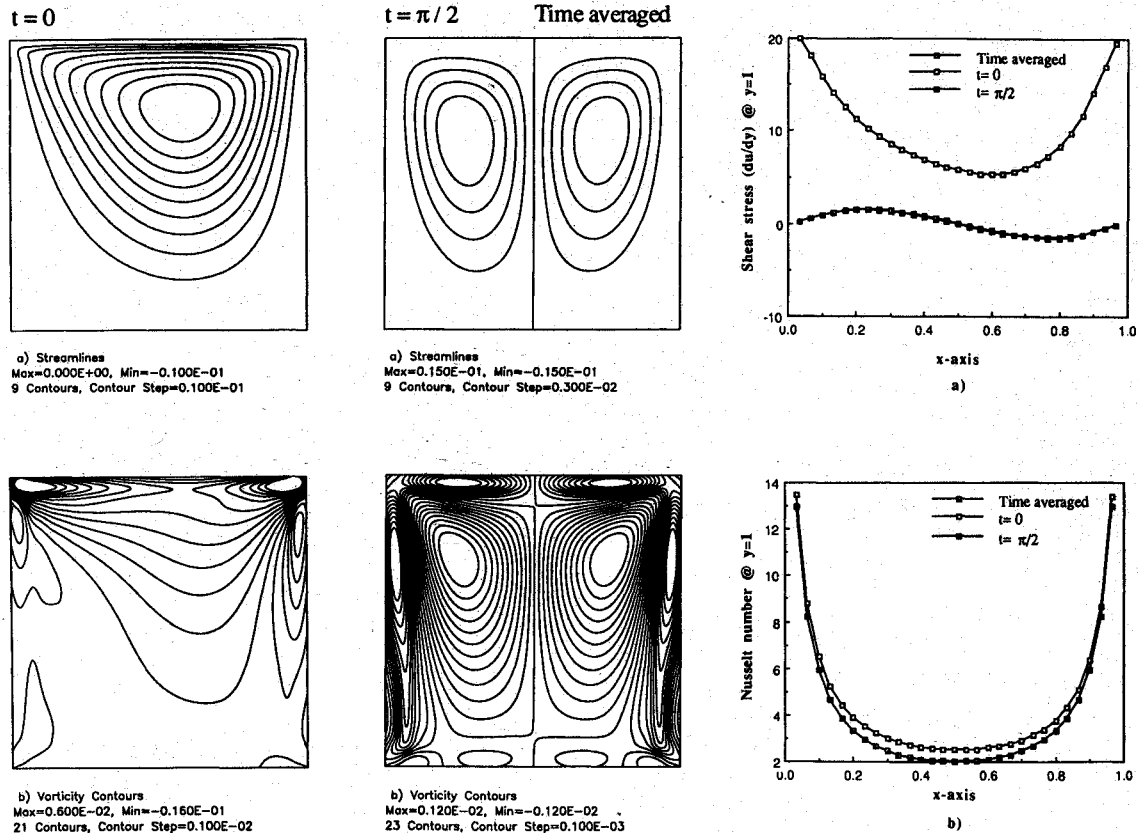 t = 0
t = π / 2
Time averaged
a) Streamlines
Max=0.000E+00, Min=-0.100E-01
9 Contours, Contour Step=0.100E-01
a) Streamlines
Max=0.150E-01, Min=-0.150E-01
9 Contours, Contour Step=0.300E-02
Shear stress (du/dy) @ y=1
20
10
0
-10
0.0
0.2
0.4
0.6
0.8
1.0
x-axis
Time averaged
t= 0
t= π/2
a)
b) Vorticity Contours
Max=0.600E-02, Min=-0.160E-01
21 Contours, Contour Step=0.100E-02
b) Vorticity Contours
Max=0.120E-02, Min=-0.120E-02
23 Contours, Contour Step=0.100E-03
Nusselt number @ y=1
14
12
10
8
6
4
2
0.0
0.2
0.4
0.6
0.8
1.0
x-axis
Time averaged
t= 0
t= π/2
b)